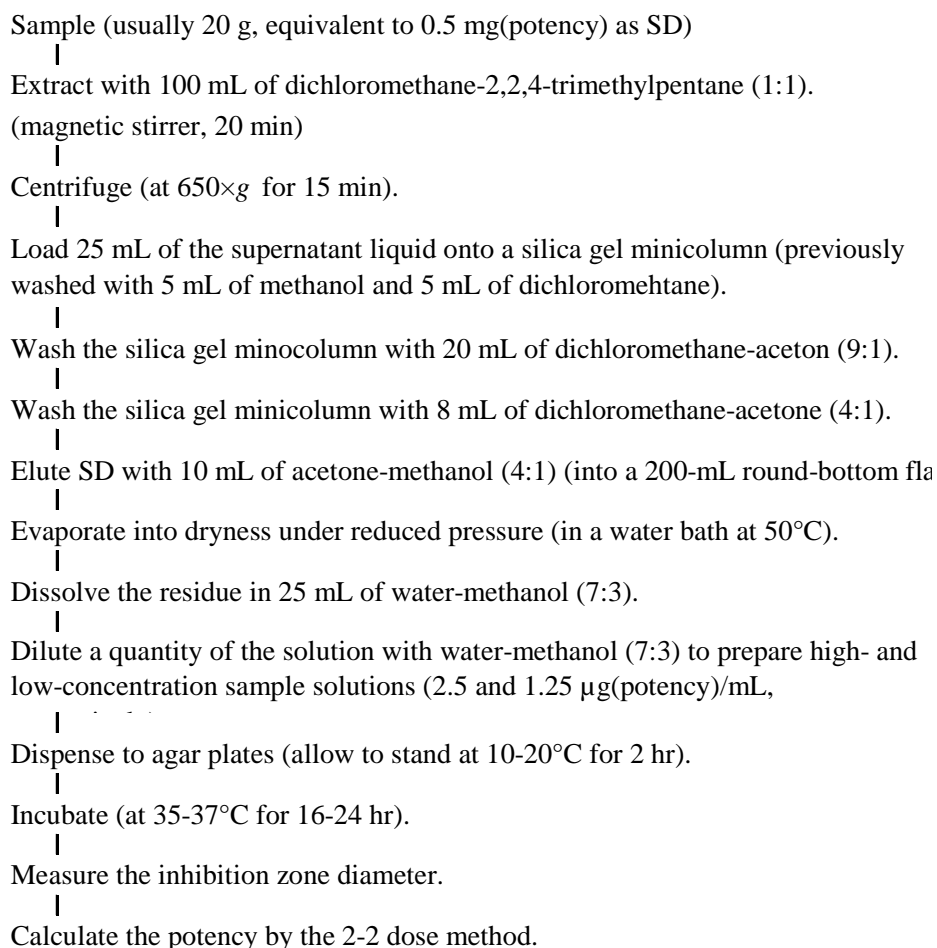 Sample (usually 20 g, equivalent to 0.5 mg(potency) as SD)
Extract with 100 mL of dichloromethane-2,2,4-trimethylpentane (1:1).
(magnetic stirrer, 20 min)
Centrifuge (at 650×g for 15 min).
Load 25 mL of the supernatant liquid onto a silica gel minicolumn (previously
washed with 5 mL of methanol and 5 mL of dichloromehtane).
Wash the silica gel minocolumn with 20 mL of dichloromethane-aceton (9:1).
Wash the silica gel minicolumn with 8 mL of dichloromethane-acetone (4:1).
Elute SD with 10 mL of acetone-methanol (4:1) (into a 200-mL round-bottom fla
Evaporate into dryness under reduced pressure (in a water bath at 50°C).
Dissolve the residue in 25 mL of water-methanol (7:3).
Dilute a quantity of the solution with water-methanol (7:3) to prepare high- and
low-concentration sample solutions (2.5 and 1.25 µg(potency)/mL,
Dispense to agar plates (allow to stand at 10-20°C for 2 hr).
Incubate (at 35-37°C for 16-24 hr).
Measure the inhibition zone diameter.
Calculate the potency by the 2-2 dose method.